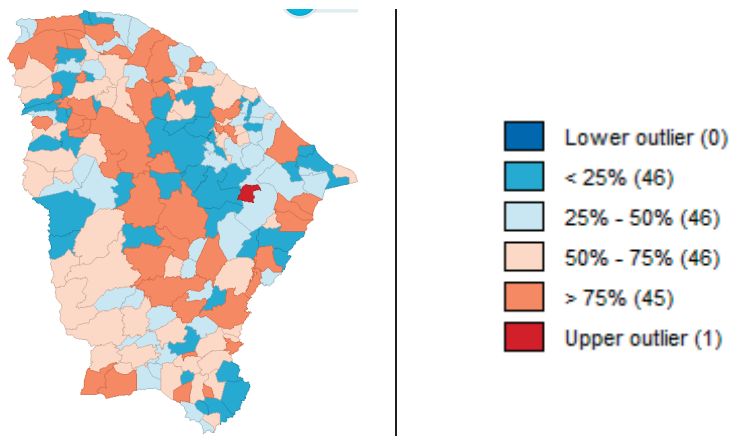 Lower outlier (0)
< 25% (46)
25% - 50% (46)
50% - 75% (46)
> 75% (45)
Upper outlier (1)